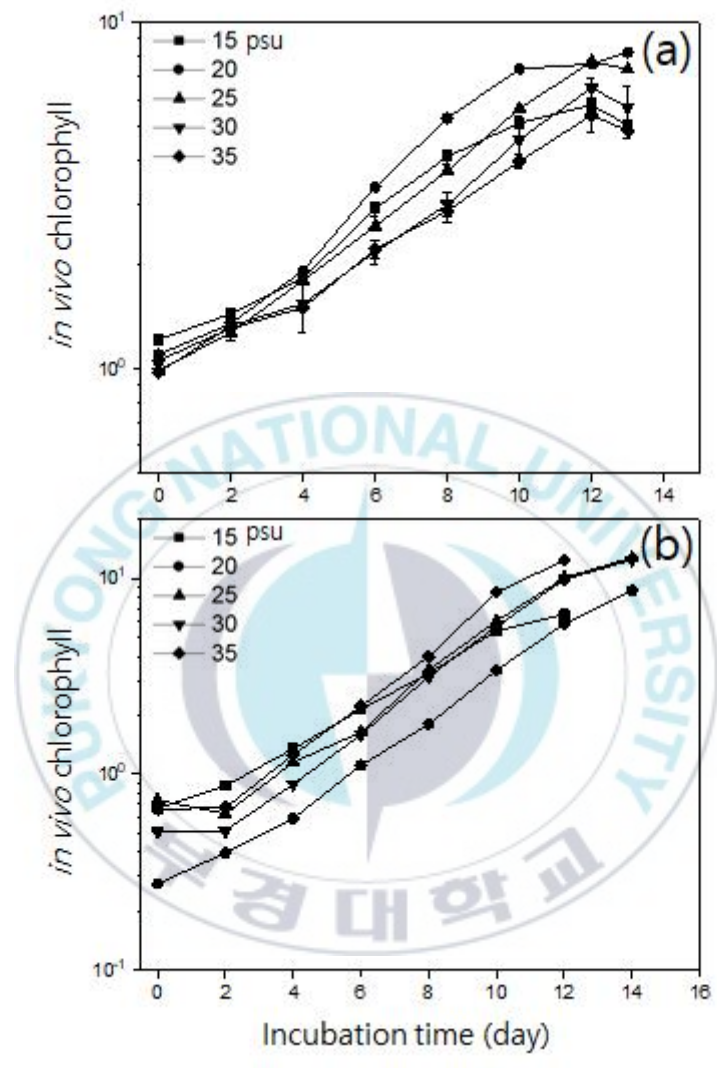 10¹
15 psu
20
25
30
35
(a)
in vivo chlorophyll
10⁰
0 2 4 6 8 10 12 14
15 psu
20
25
30
35
(b)
10¹
in vivo chlorophyll
10⁰
10⁻¹
0 2 4 6 8 10 12 14 16
Incubation time (day)
PUKYONG NATIONAL UNIVERSITY
부경대학교